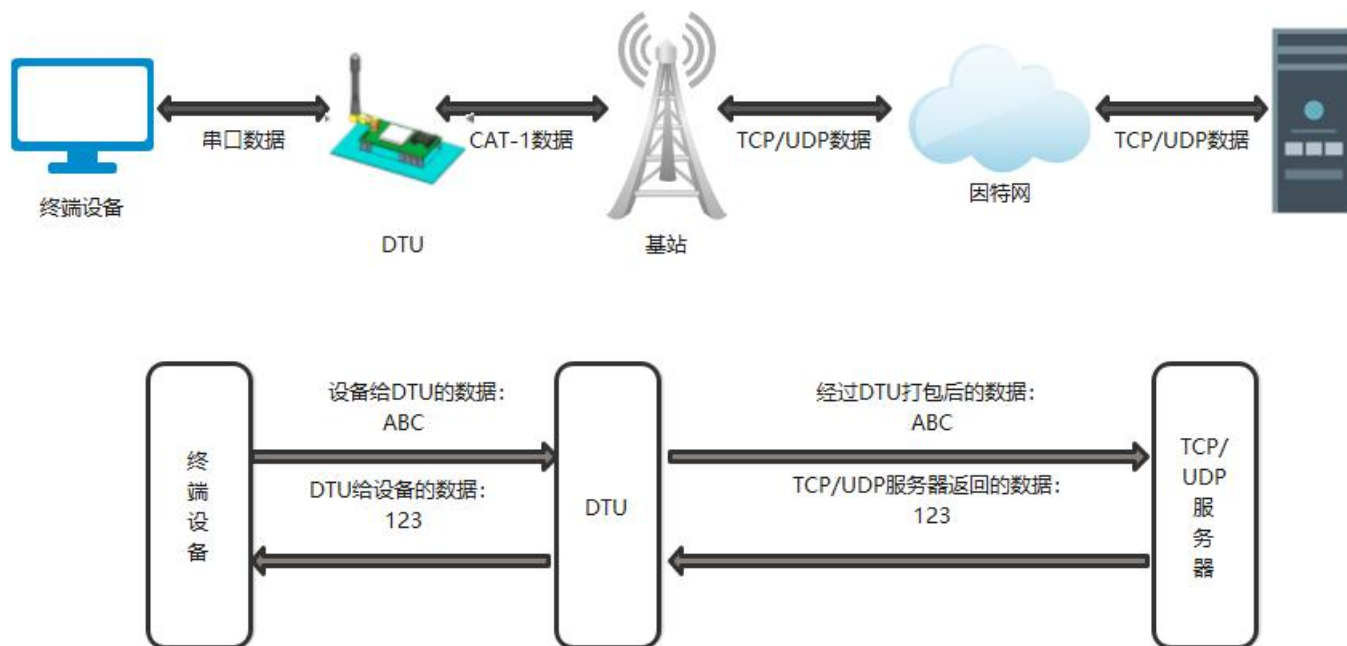 串口数据
CAT-1数据
TCP/UDP数据
TCP/UDP数据
终端设备
DTU
基站
因特网
设备给DTU的数据：
ABC
经过DTU打包后的数据：
ABC
终
端
设
备
DTU给设备的数据：
123
DTU
TCP/UDP服务器返回的数据：
123
TCP/
UDP
服
务
器